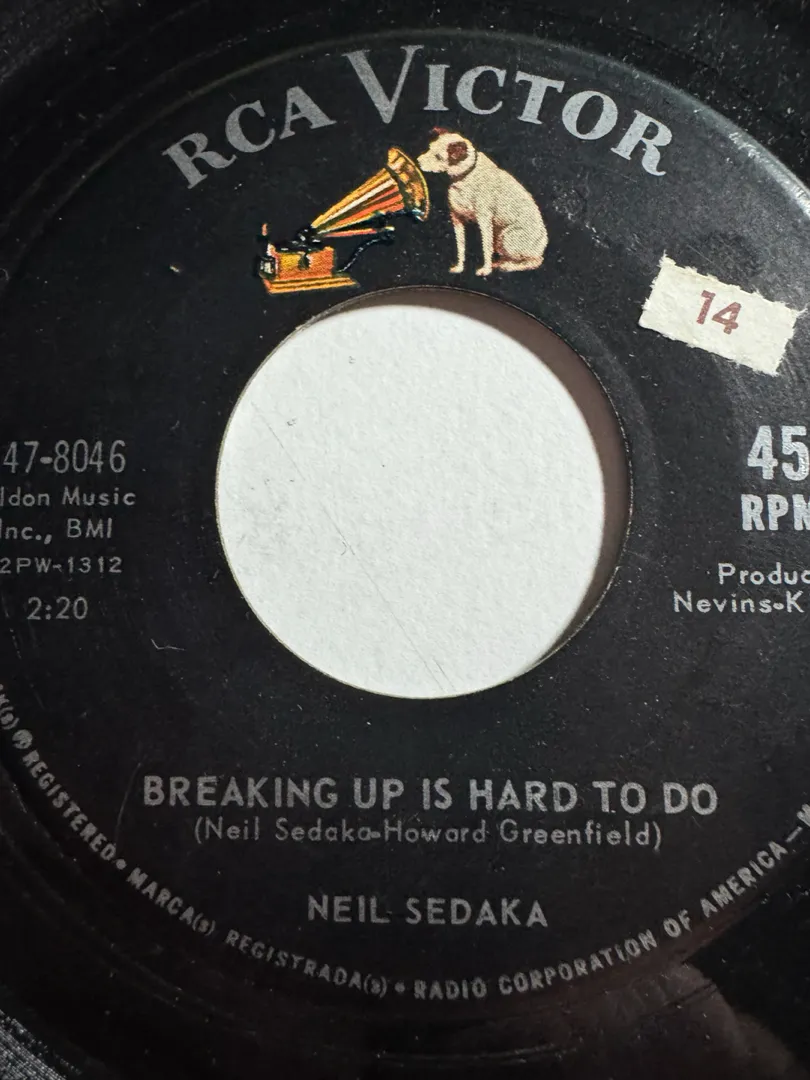 RCA VICTOR
14
47-8046
ldon Music
Inc., BMI
2PW-1312
2:20
45
RPM
Produc
Nevins-K
BREAKING UP IS HARD TO DO
(Neil Sedaka-Howard Greenfield)
NEIL SEDAKA
K(s) ® REGISTERED • MARCA(s) REGISTRADA(s) • RADIO CORPORATION OF AMERICA—